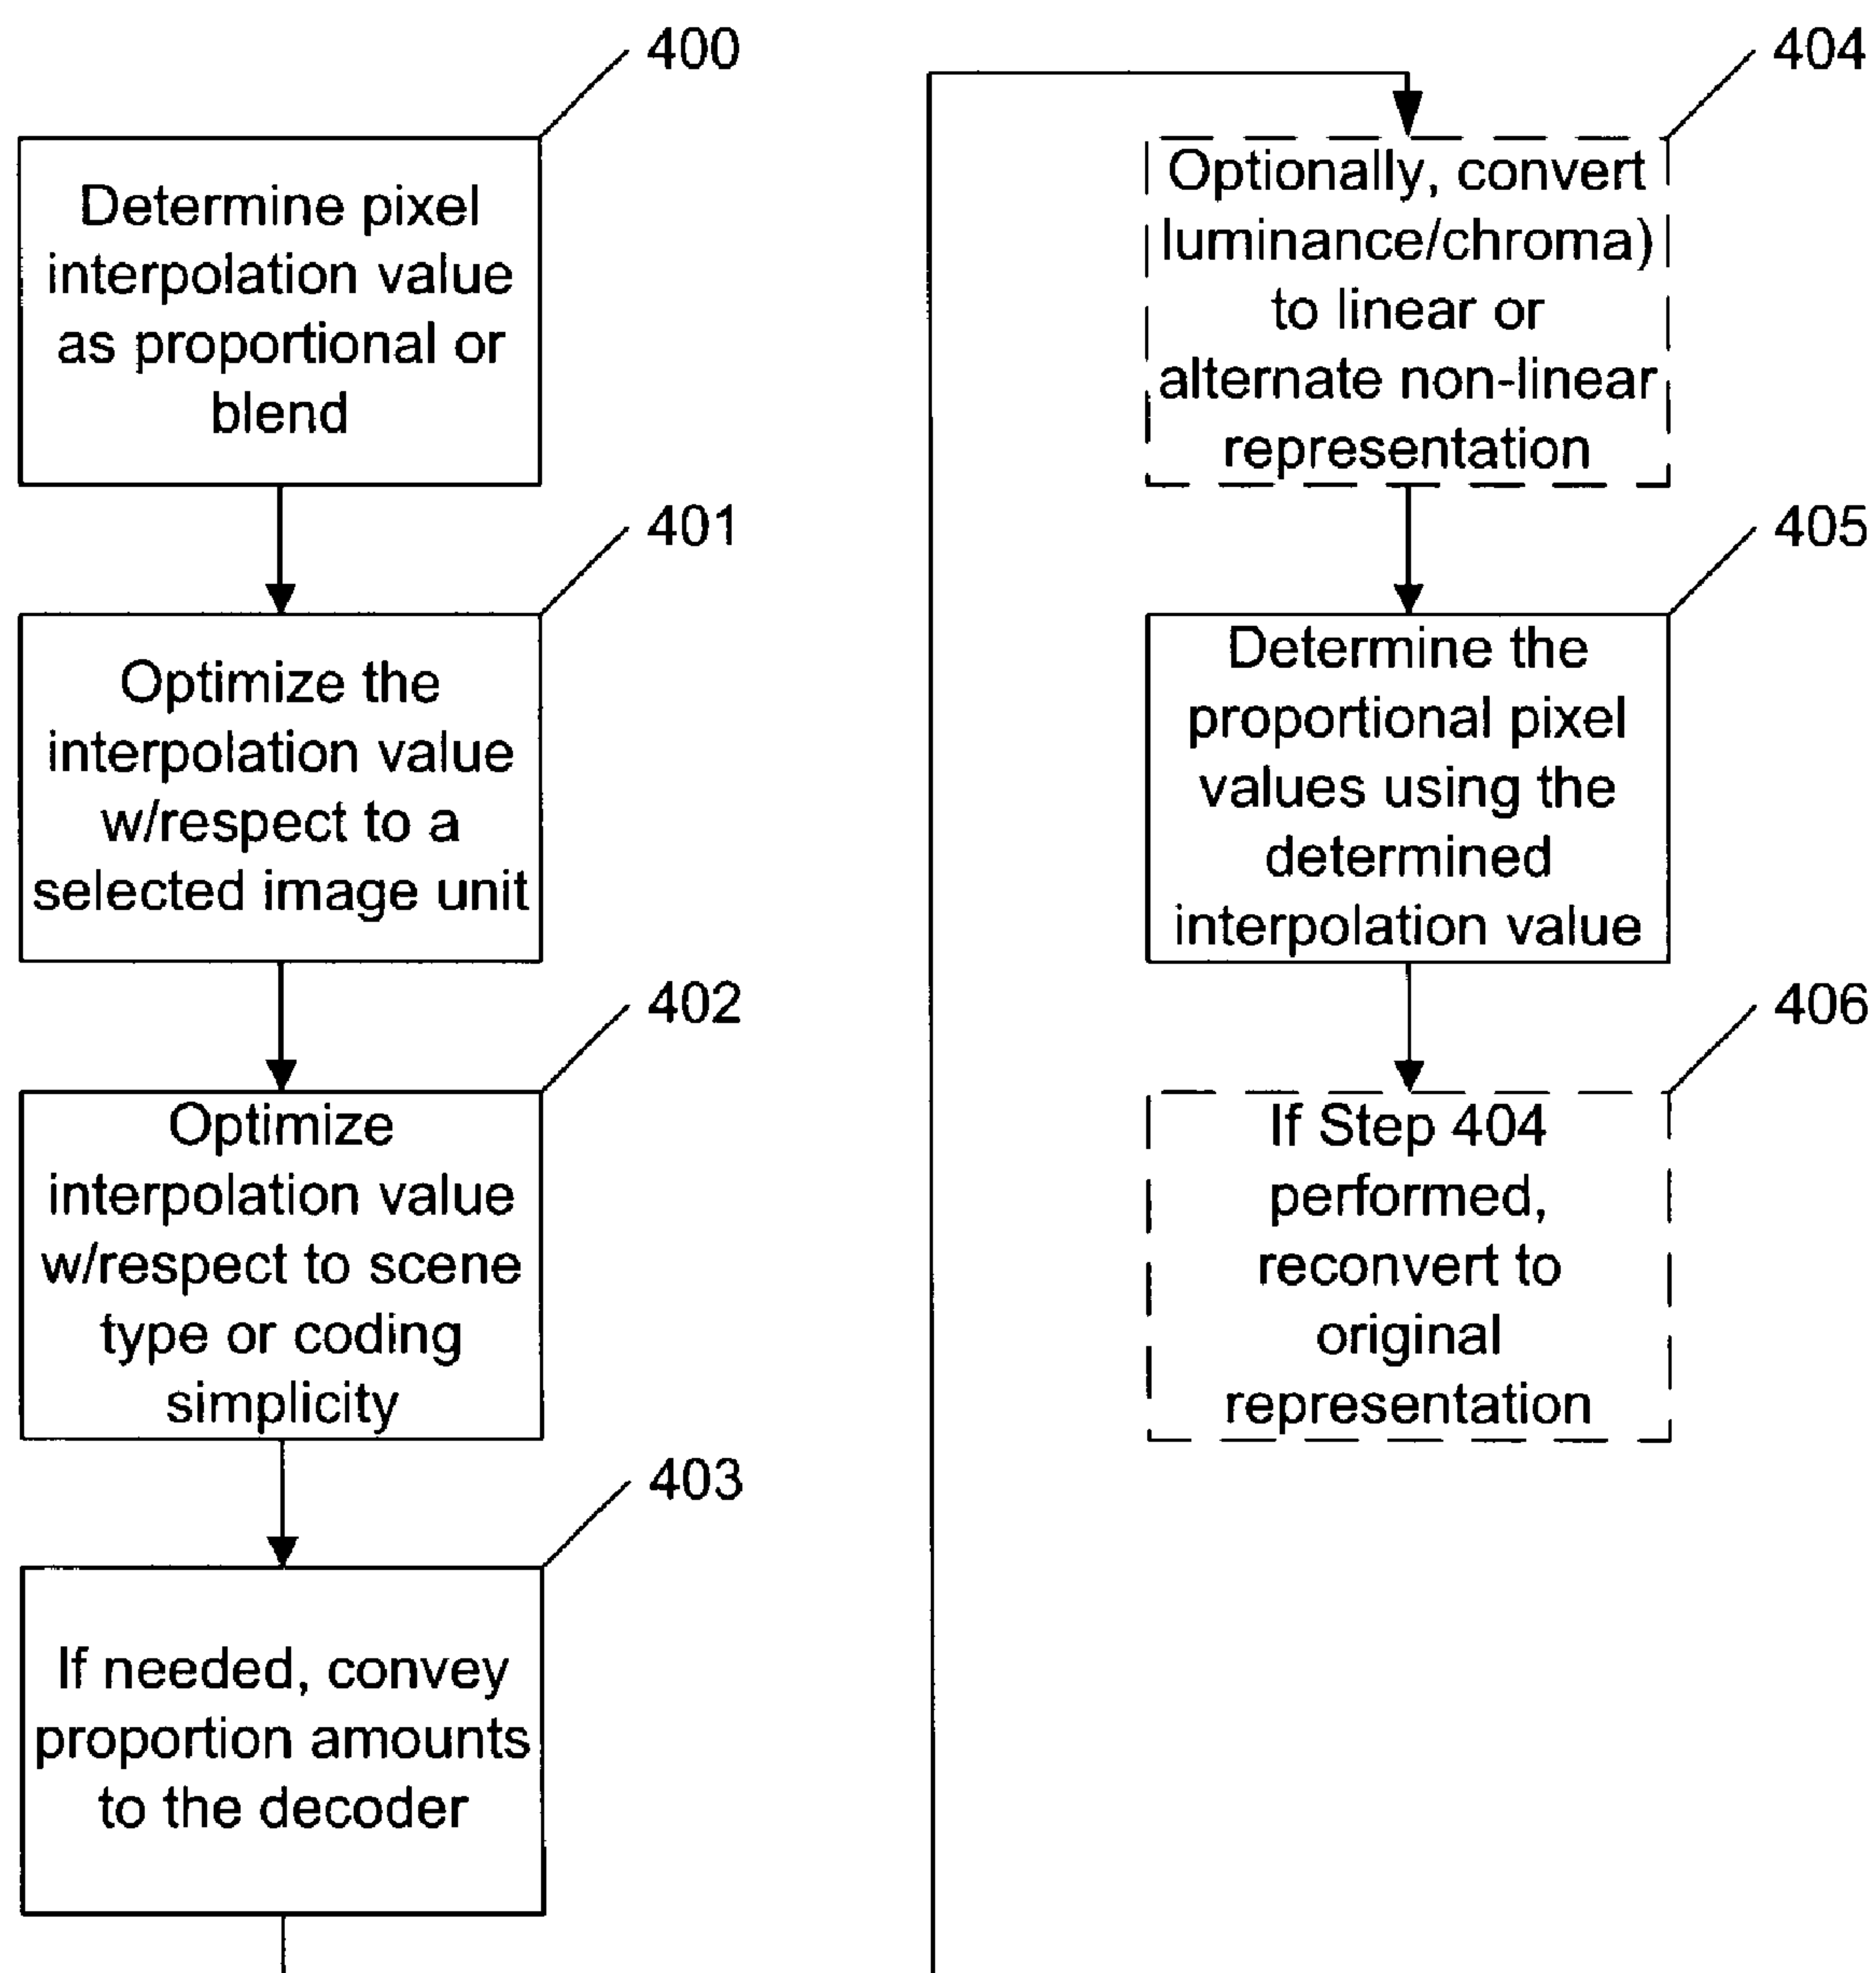 400
Determine pixel
interpolation value
as proportional or
blend
401
Optimize the
interpolation value
w/respect to a
selected image unit
402
Optimize
interpolation value
w/respect to scene
type or coding
simplicity
403
If needed, convey
proportion amounts
to the decoder
404
Optionally, convert
luminance/chroma)
to linear or
alternate non-linear
representation
405
Determine the
proportional pixel
values using the
determined
interpolation value
406
If Step 404
performed,
reconvert to
original
representation